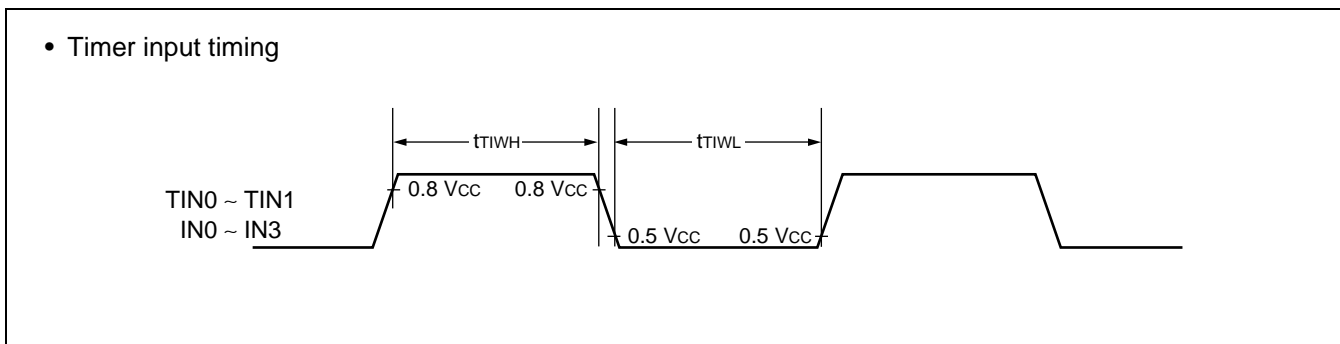 • Timer input timing
tTIWH
tTIWL
TIN0 ~ TIN1
IN0 ~ IN3
0.8 VCC
0.8 VCC
0.5 VCC
0.5 VCC